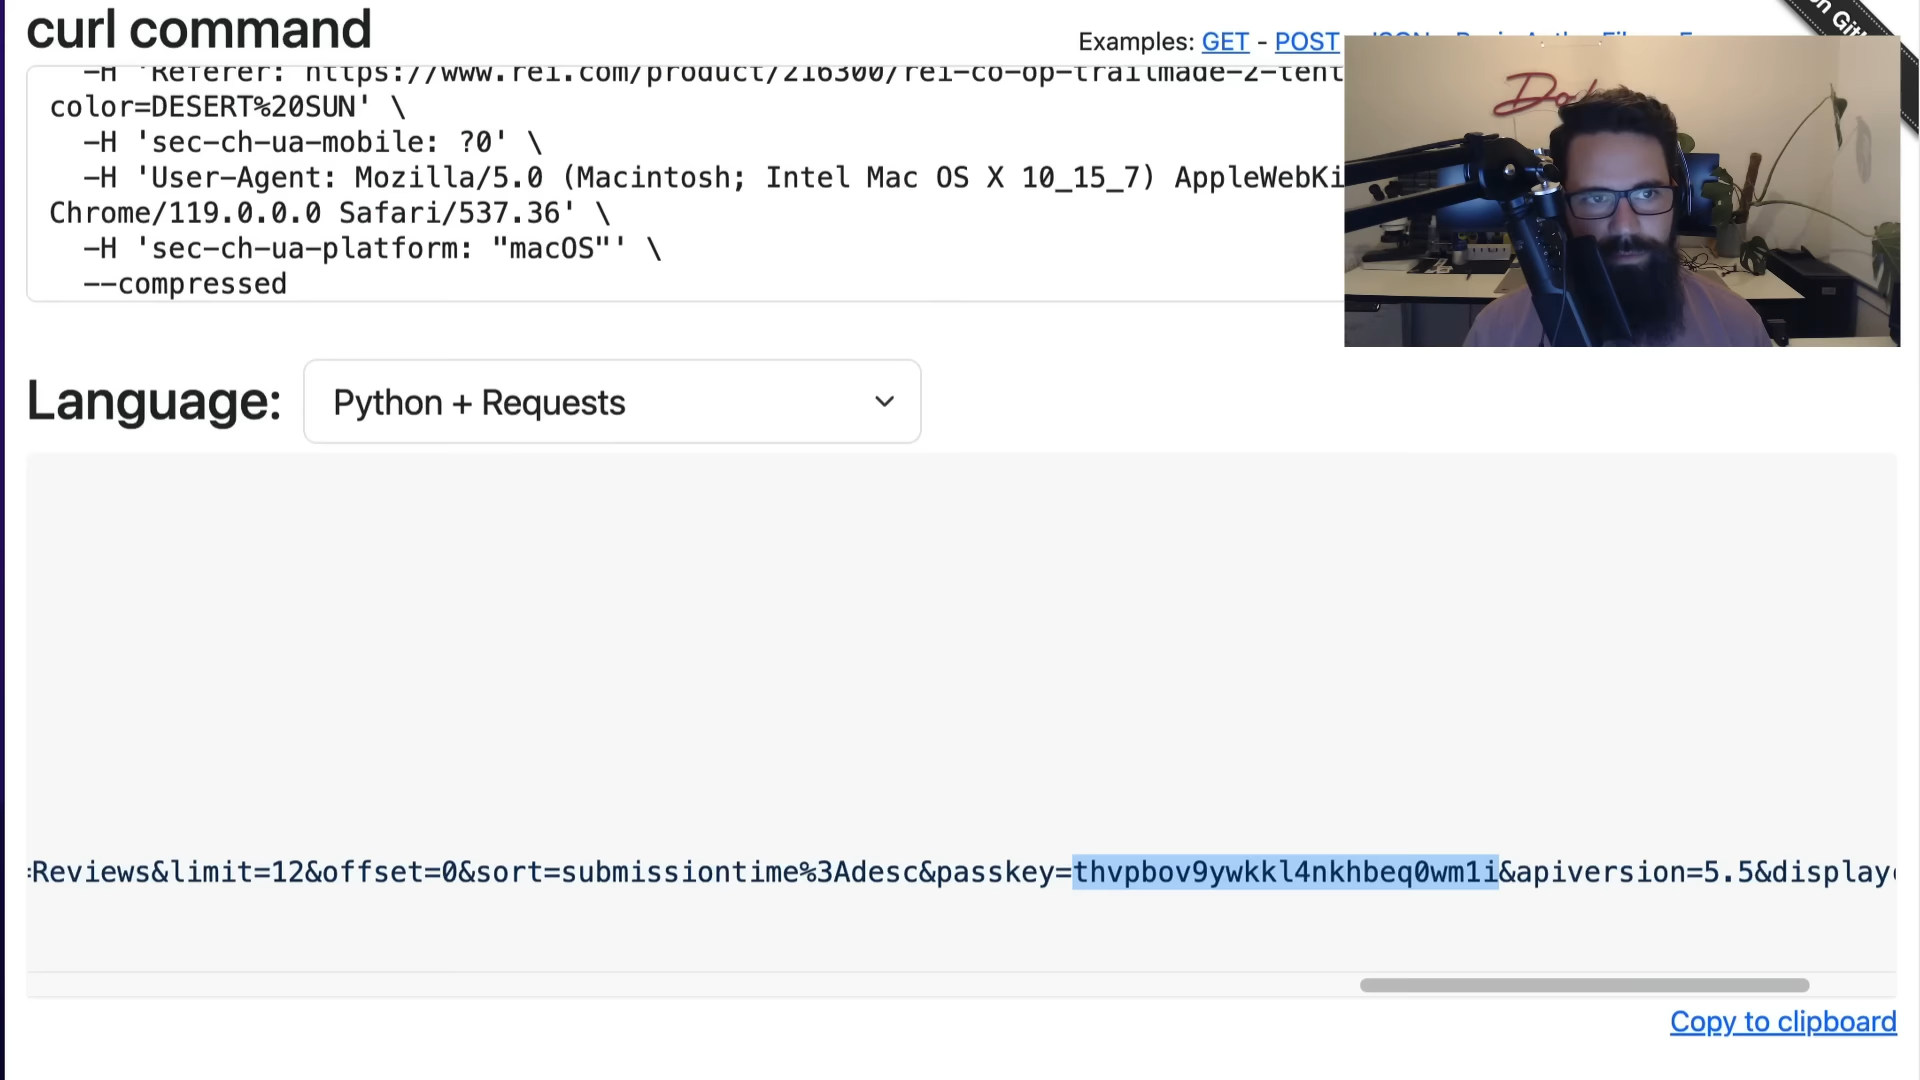 curl command
Examples: GET - POST
-H 'Referer: https://www.rei.com/product/216300/rei-co-op-trailmade-2-tent
color=DESERT%20SUN' \
-H 'sec-ch-ua-mobile: ?0' \
-H 'User-Agent: Mozilla/5.0 (Macintosh; Intel Mac OS X 10_15_7) AppleWebKi
Chrome/119.0.0.0 Safari/537.36' \
-H 'sec-ch-ua-platform: "macOS"' \
--compressed
Language: Python + Requests
:Reviews&limit=12&offset=0&sort=submissiontime%3Adesc&passkey=thvpbov9ywkkl4nkhbeq0wm1i&apiversion=5.5&display
Copy to clipboard